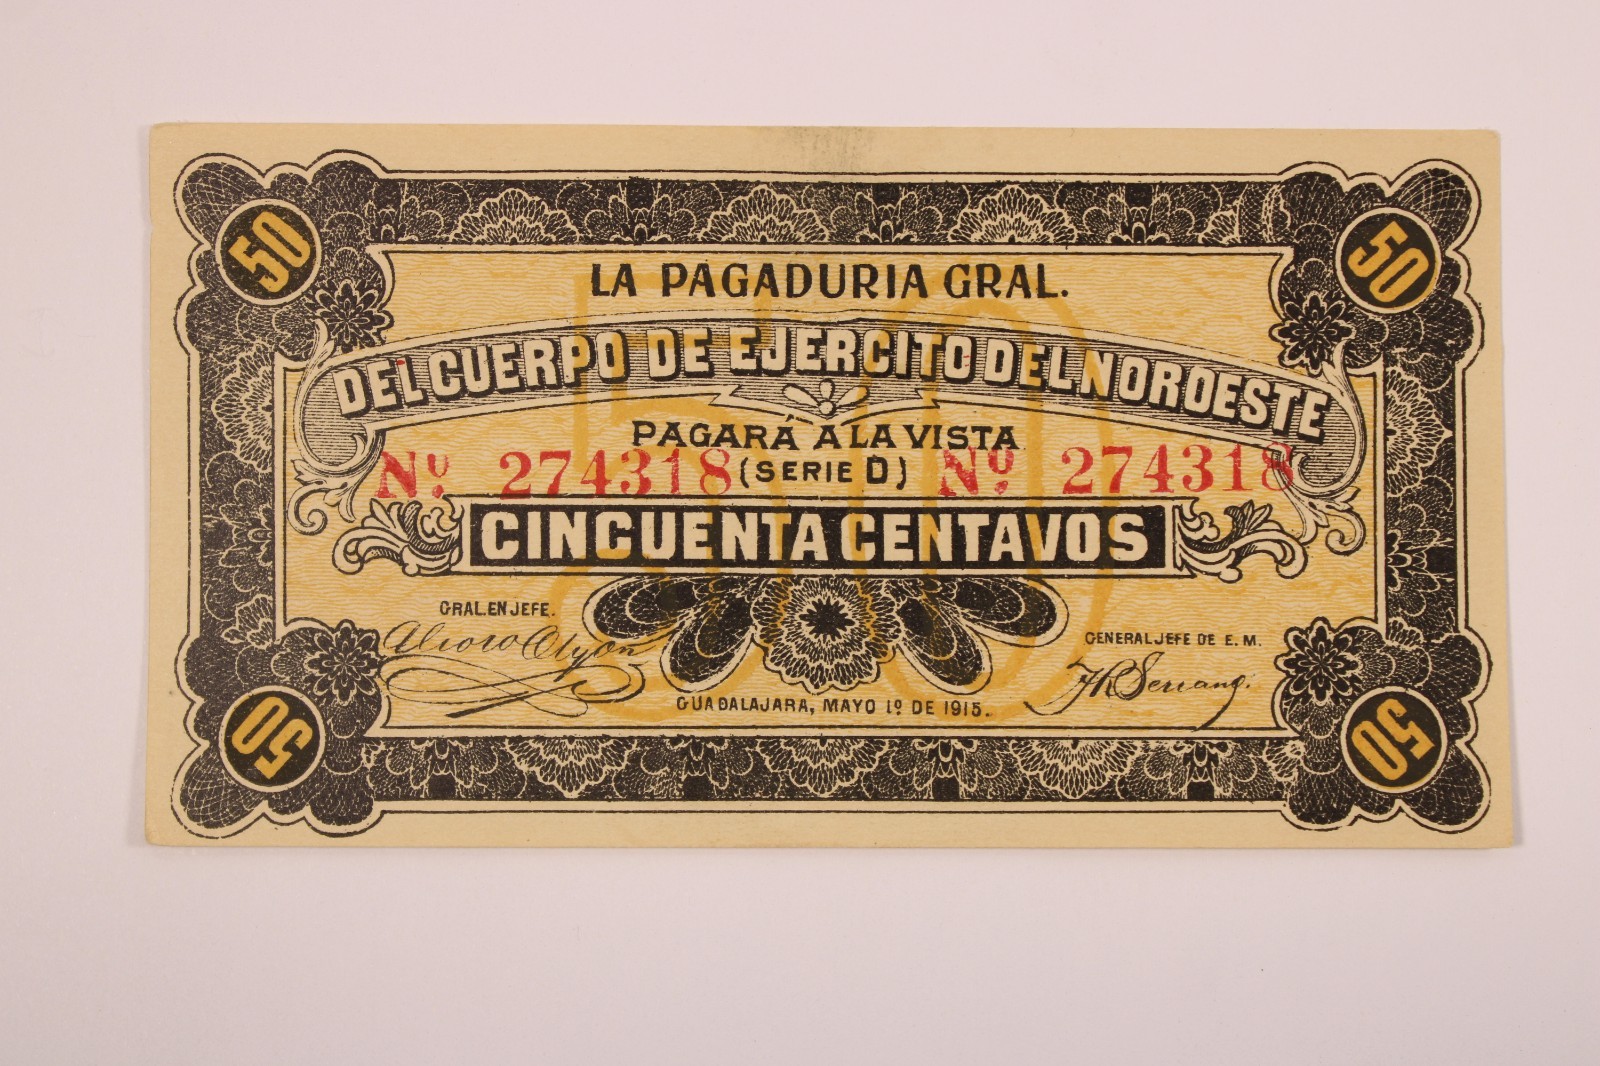 50 50
LA PAGADURIA GRAL.
DEL CUERPO DE EJERCITO DEL NOROESTE
PAGARÁ A LA VISTA
Nº. 274318 (SERIE D) Nº. 274318
50
CINCUENTA CENTAVOS
GRAL. EN JEFE. GENERAL JEFE DE E. M.
GUADALAJARA, MAYO 1º DE 1915.
50 50